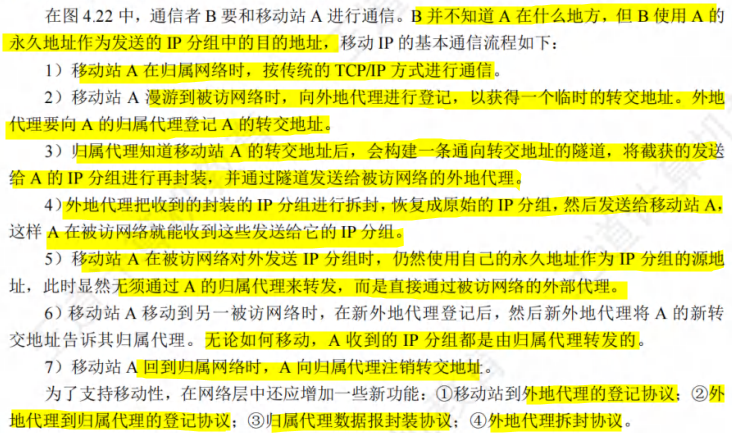 在图 4.22 中，通信者 B 要和移动站 A 进行通信。B 并不知道 A 在什么地方，但 B 使用 A 的
永久地址作为发送的 IP 分组中的目的地址，移动 IP 的基本通信流程如下：
1）移动站 A 在归属网络时，按传统的 TCP/IP 方式进行通信。
2）移动站 A 漫游到被访网络时，向外地代理进行登记，以获得一个临时的转交地址。外地
代理要向 A 的归属代理登记 A 的转交地址。
3）归属代理知道移动站 A 的转交地址后，会构建一条通向转交地址的隧道，将截获的发送
给 A 的 IP 分组进行再封装，并通过隧道发送给被访网络的外地代理。
4）外地代理把收到的封装的 IP 分组进行拆封，恢复成原始的 IP 分组，然后发送给移动站 A，
这样 A 在被访网络就能收到这些发送给它的 IP 分组。
5）移动站 A 在被访网络对外发送 IP 分组时，仍然使用自己的永久地址作为 IP 分组的源地
址，此时显然无须通过 A 的归属代理来转发，而是直接通过被访网络的外部代理。
6）移动站 A 移动到另一被访网络时，在新外地代理登记后，然后新外地代理将 A 的新转
交地址告诉其归属代理。无论如何移动，A 收到的 IP 分组都是由归属代理转发的。
7）移动站 A 回到归属网络时，A 向归属代理注销转交地址。
为了支持移动性，在网络层中还应增加一些新功能：①移动站到外地代理的登记协议；②外
地代理到归属代理的登记协议；③归属代理数据报封装协议；④外地代理拆封协议。